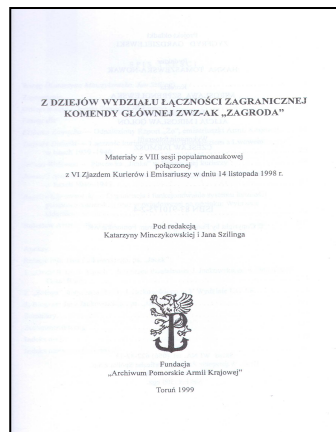 Z DZIEJÓW WYDZIAŁU ŁĄCZNOŚCI ZAGRANICZNEJ
KOMENDY GŁÓWNEJ ZWZ-AK „ZAGRODA”
Materiały z VIII sesji popularnonaukowej
połączonej
z VI Zjazdem Kurierów i Emisariuszy w dniu 14 listopada 1998 r.
Pod redakcją
Katarzyny Minczykowskiej i Jana Szilinga
Fundacja
„Archiwum Pomorskie Armii Krajowej”
Toruń 1999